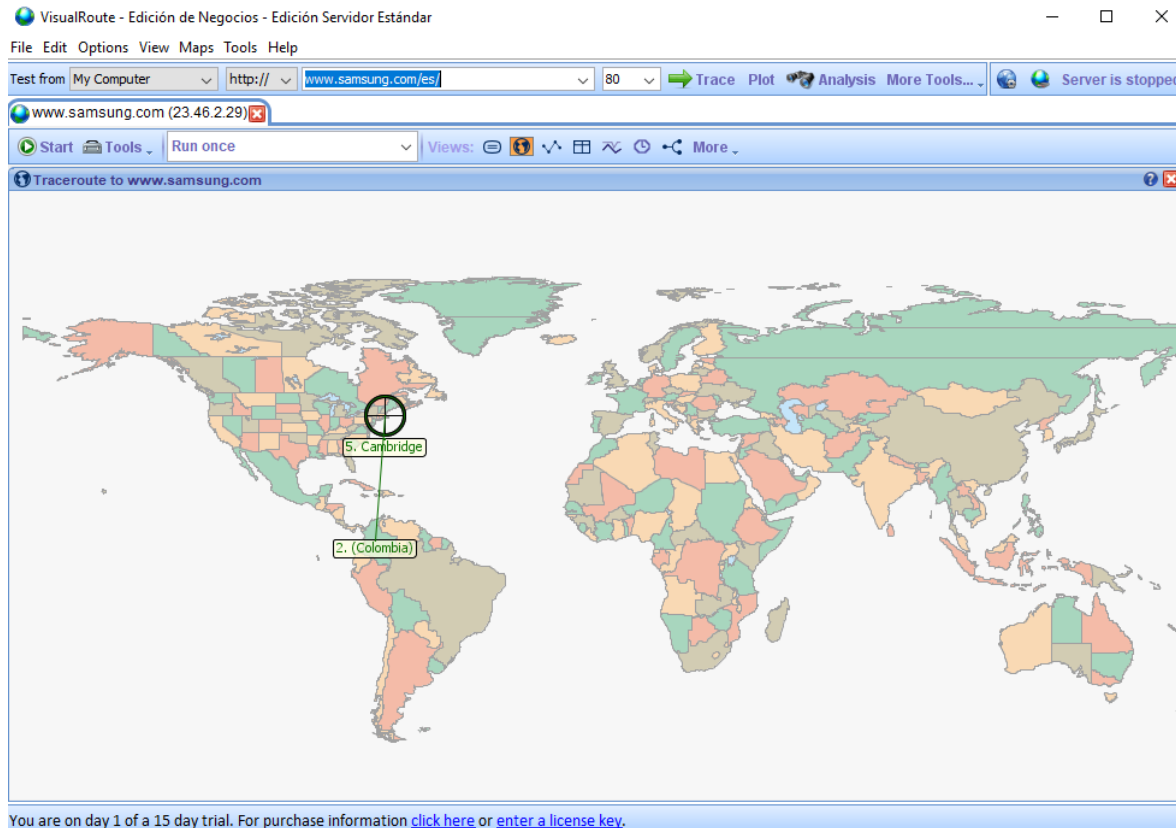 VisualRoute - Edición de Negocios - Edición Servidor Estándar
File Edit Options View Maps Tools Help
Test from My Computer http:// www.samsung.com/es/ 80 Trace Plot Analysis More Tools... Server is stopped
www.samsung.com (23.46.2.29)
Start Tools Run once Views: More
Traceroute to www.samsung.com
5. Cambridge
2. (Colombia)
You are on day 1 of a 15 day trial. For purchase information click here or enter a license key.